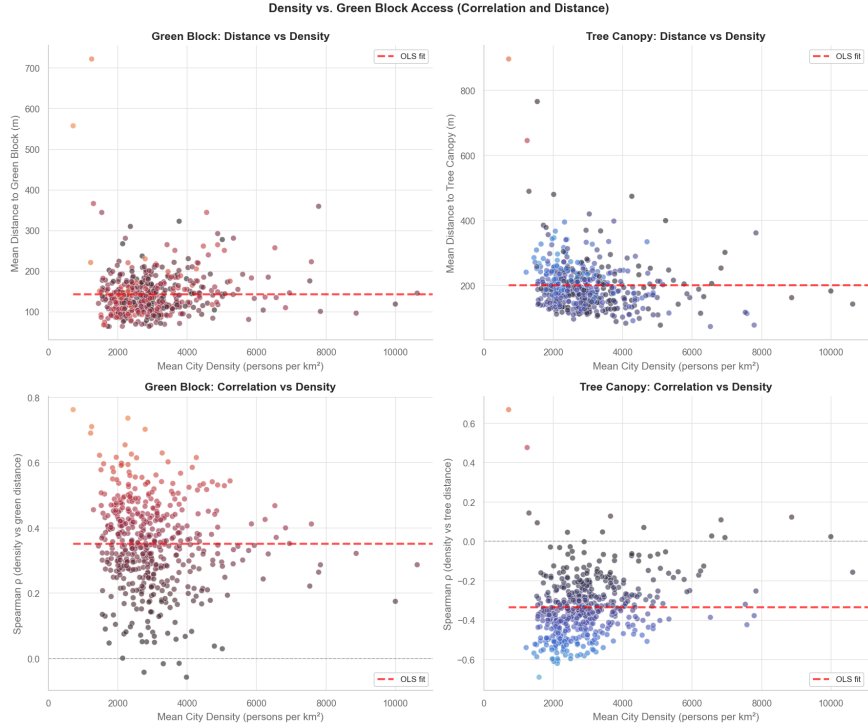 Density vs. Green Block Access (Correlation and Distance)
Green Block: Distance vs Density
OLS fit
Mean Distance to Green Block (m)
700
600
500
400
300
200
100
0
2000
4000
6000
8000
10000
Mean City Density (persons per km²)
Tree Canopy: Distance vs Density
OLS fit
Mean Distance to Tree Canopy (m)
800
600
400
200
0
2000
4000
6000
8000
10000
Mean City Density (persons per km²)
Green Block: Correlation vs Density
Spearman ρ (density vs green distance)
0.8
0.6
0.4
0.2
0.0
OLS fit
0
2000
4000
6000
8000
10000
Mean City Density (persons per km²)
Tree Canopy: Correlation vs Density
Spearman ρ (density vs tree distance)
0.6
0.4
0.2
0.0
−0.2
−0.4
−0.6
OLS fit
0
2000
4000
6000
8000
10000
Mean City Density (persons per km²)